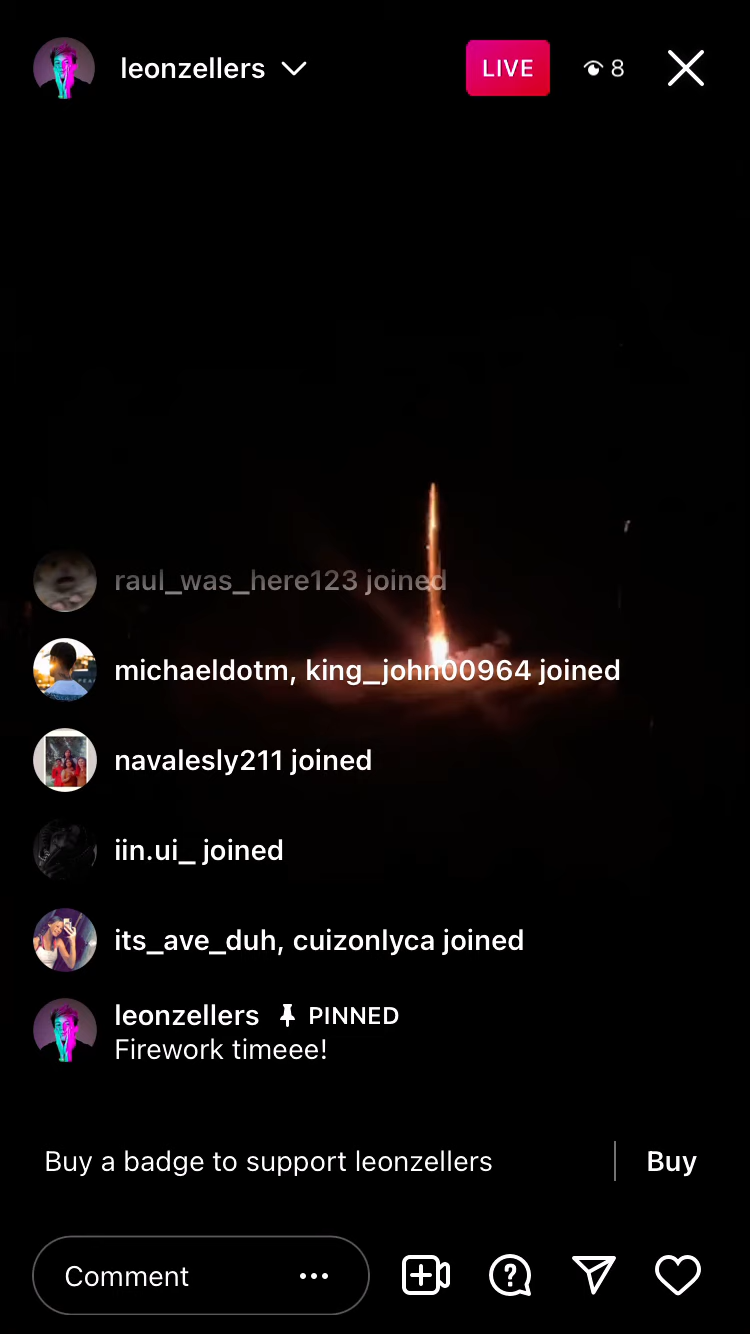 leonzellers
LIVE
8
raul_was_here123 joined
michaeldotm, king_john00964 joined
navalesly211 joined
iin.ui_ joined
its_ave_duh, cuizonlyca joined
leonzellers PINNED
Firework timeee!
Buy a badge to support leonzellers
Buy
Comment